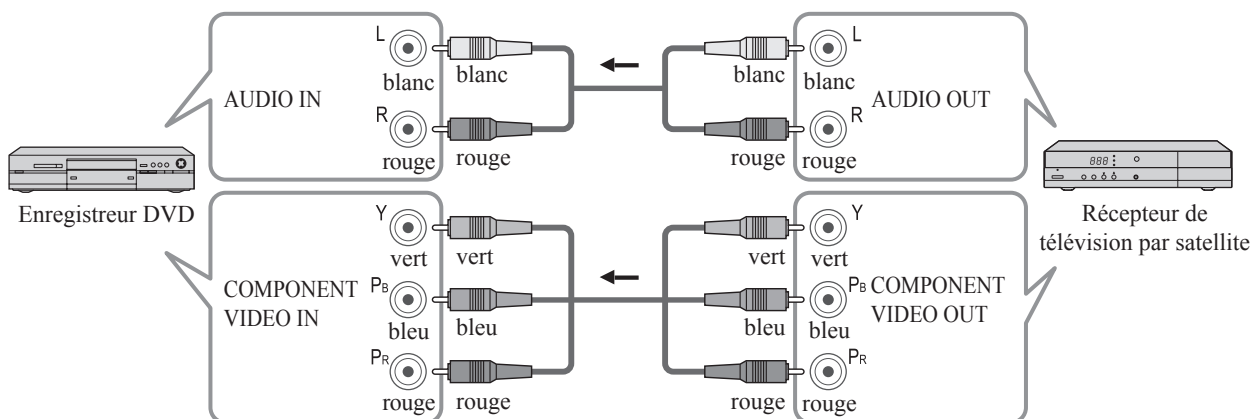 L
blanc
blanc
AUDIO IN
R
rouge
rouge
blanc
L
blanc
AUDIO OUT
rouge
R
rouge
888
Enregistreur DVD
Récepteur de
télévision par satellite
Y
vert
vert
COMPONENT
VIDEO IN
PB
bleu
bleu
PR
rouge
rouge
vert
Y
vert
bleu
PB
bleu
COMPONENT
VIDEO OUT
rouge
PR
rouge